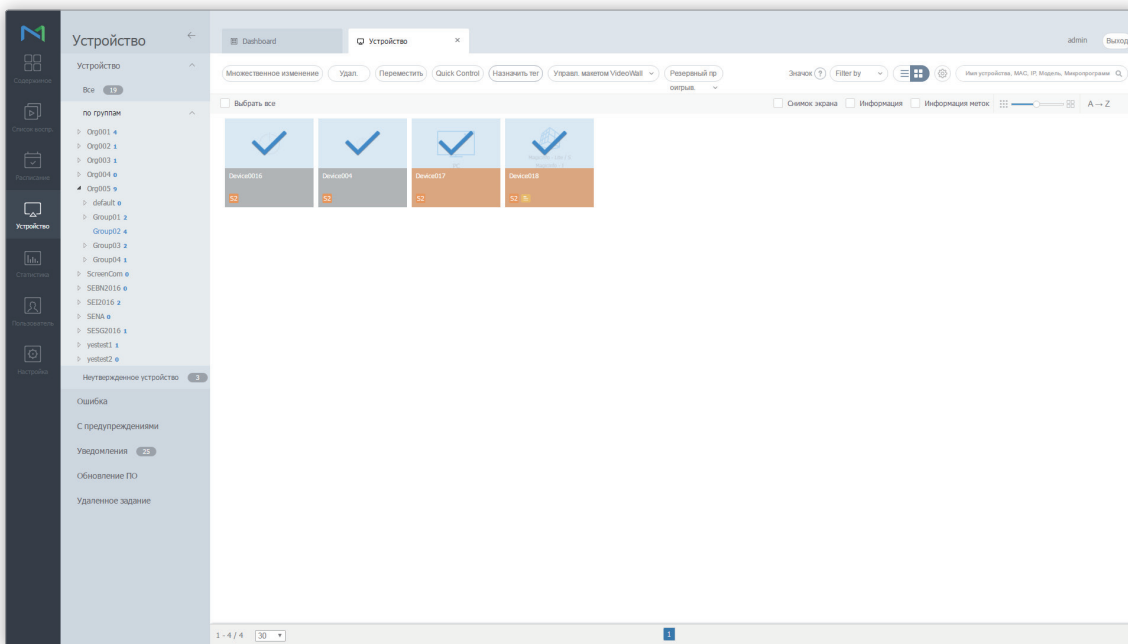 Устройство ←
Dashboard
Устройство ×
admin
Выход
Содержимое
Список воспр.
Расписание
Устройство
Статистика
Пользователь
Настройка
Устройство
Все 19
по группам
Org001 4
Org002 1
Org003 1
Org004 0
Org005 9
default 0
Group01 2
Group02 4
Group03 2
Group04 1
ScreenCom 0
SEBN2016 0
SEI2016 2
SENA 0
SESG2016 1
yestest1 1
yestest2 0
Неутвержденное устройство 3
Ошибка
С предупреждениями
Уведомления 25
Обновление ПО
Удаленное задание
Множественное изменение
Удал.
Переместить
Quick Control
Назначить тег
Управл. макетом VideoWall
Резервный пр
оигрыв.
Значок ?
Filter by
Имя устройства, MAC, IP, Модель, Микропрограмм
Выбрать все
Снимок экрана
Информация
Информация меток
A → Z
Device0016
S2
Device004
S2
Device017
S2
Device018
S2
1 - 4 / 4
30
1